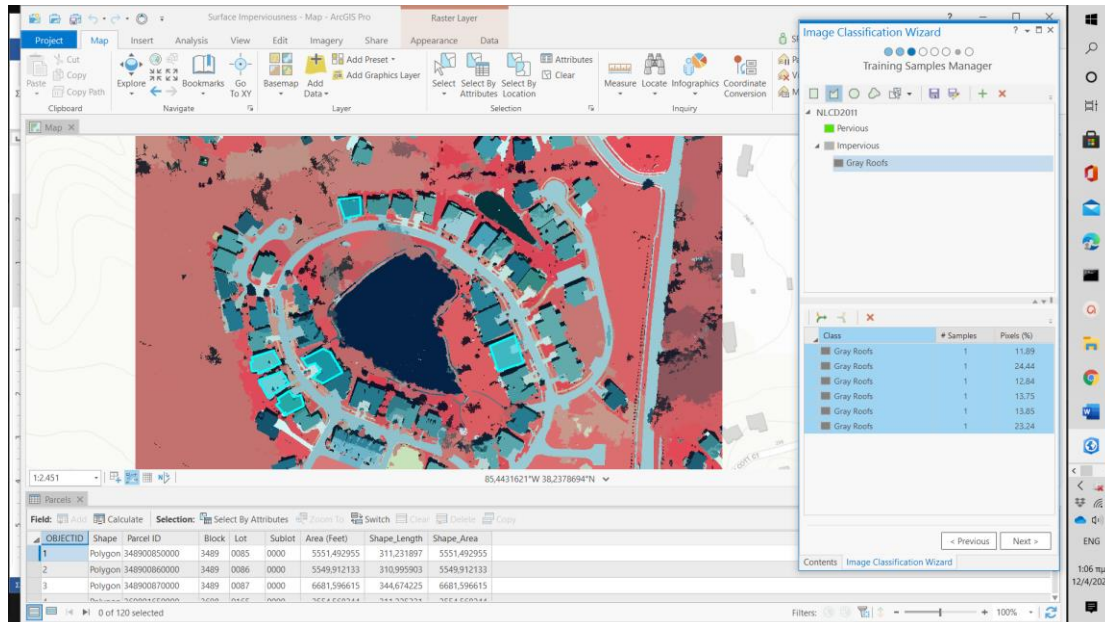 Surface Imperviousness - Map - ArcGIS Pro
Raster Layer
Project Map Insert Analysis View Edit Imagery Share Appearance Data
Cut
Copy
Copy Path
Paste
Explore
Bookmarks
Go To XY
Basemap
Add Data
Add Preset
Add Graphics Layer
Select
Select By Attributes
Select By Location
Attributes
Clear
Measure
Locate
Infographics
Coordinate Conversion
Clipboard Navigate Layer Selection Inquiry
Map
1:2.451
85,4431621°W 38,2378694°N
Parcels
Field: Add Calculate Selection: Select By Attributes Zoom To Switch Clear Delete Copy
OBJECTID Shape Parcel ID Block Lot Sublot Area (Feet) Shape_Length Shape_Area
1 Polygon 348900850000 3489 0085 0000 5551,492955 311,231897 5551,492955
2 Polygon 348900860000 3489 0086 0000 5549,912133 310,995903 5549,912133
3 Polygon 348900870000 3489 0087 0000 6681,596615 344,674225 6681,596615
0 of 120 selected
Filters:
100%
Image Classification Wizard
Training Samples Manager
NLCD2011
Pervious
Impervious
Gray Roofs
Class # Samples Pixels (%)
Gray Roofs 1 11,89
Gray Roofs 1 24,44
Gray Roofs 1 12,84
Gray Roofs 1 13,75
Gray Roofs 1 13,85
Gray Roofs 1 23,24
< Previous Next >
Contents Image Classification Wizard
ENG
1:06 πμ